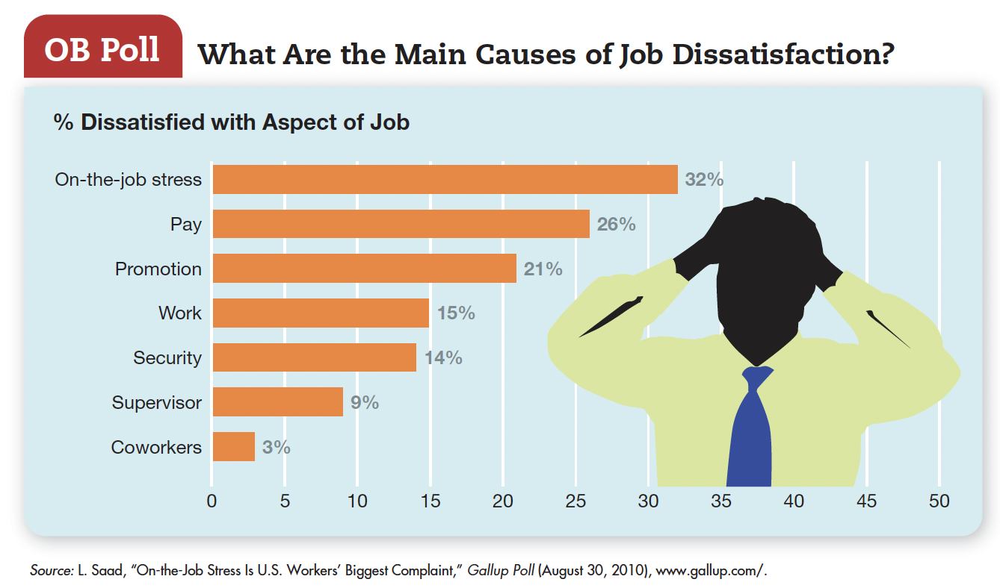 OB Poll What Are the Main Causes of Job Dissatisfaction?
% Dissatisfied with Aspect of Job
On-the-job stress 32%
Pay 26%
Promotion 21%
Work 15%
Security 14%
Supervisor 9%
Coworkers 3%
0 5 10 15 20 25 30 35 40 45 50
Source: L. Saad, “On-the-Job Stress Is U.S. Workers’ Biggest Complaint,” Gallup Poll (August 30, 2010), www.gallup.com/.